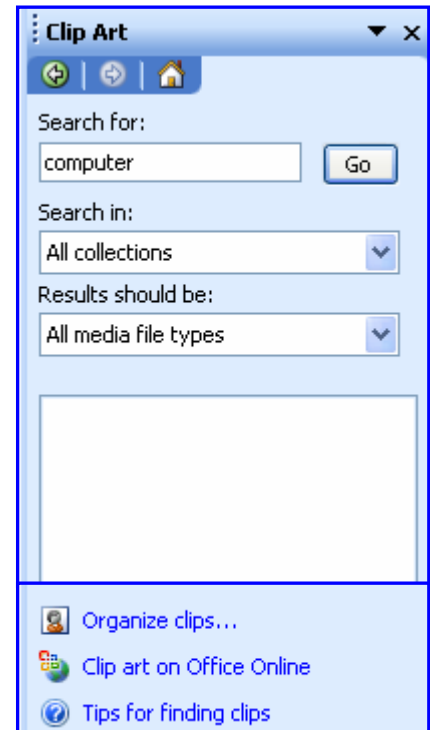 Clip Art
Search for:
computer Go
Search in:
All collections
Results should be:
All media file types
Organize clips...
Clip art on Office Online
Tips for finding clips